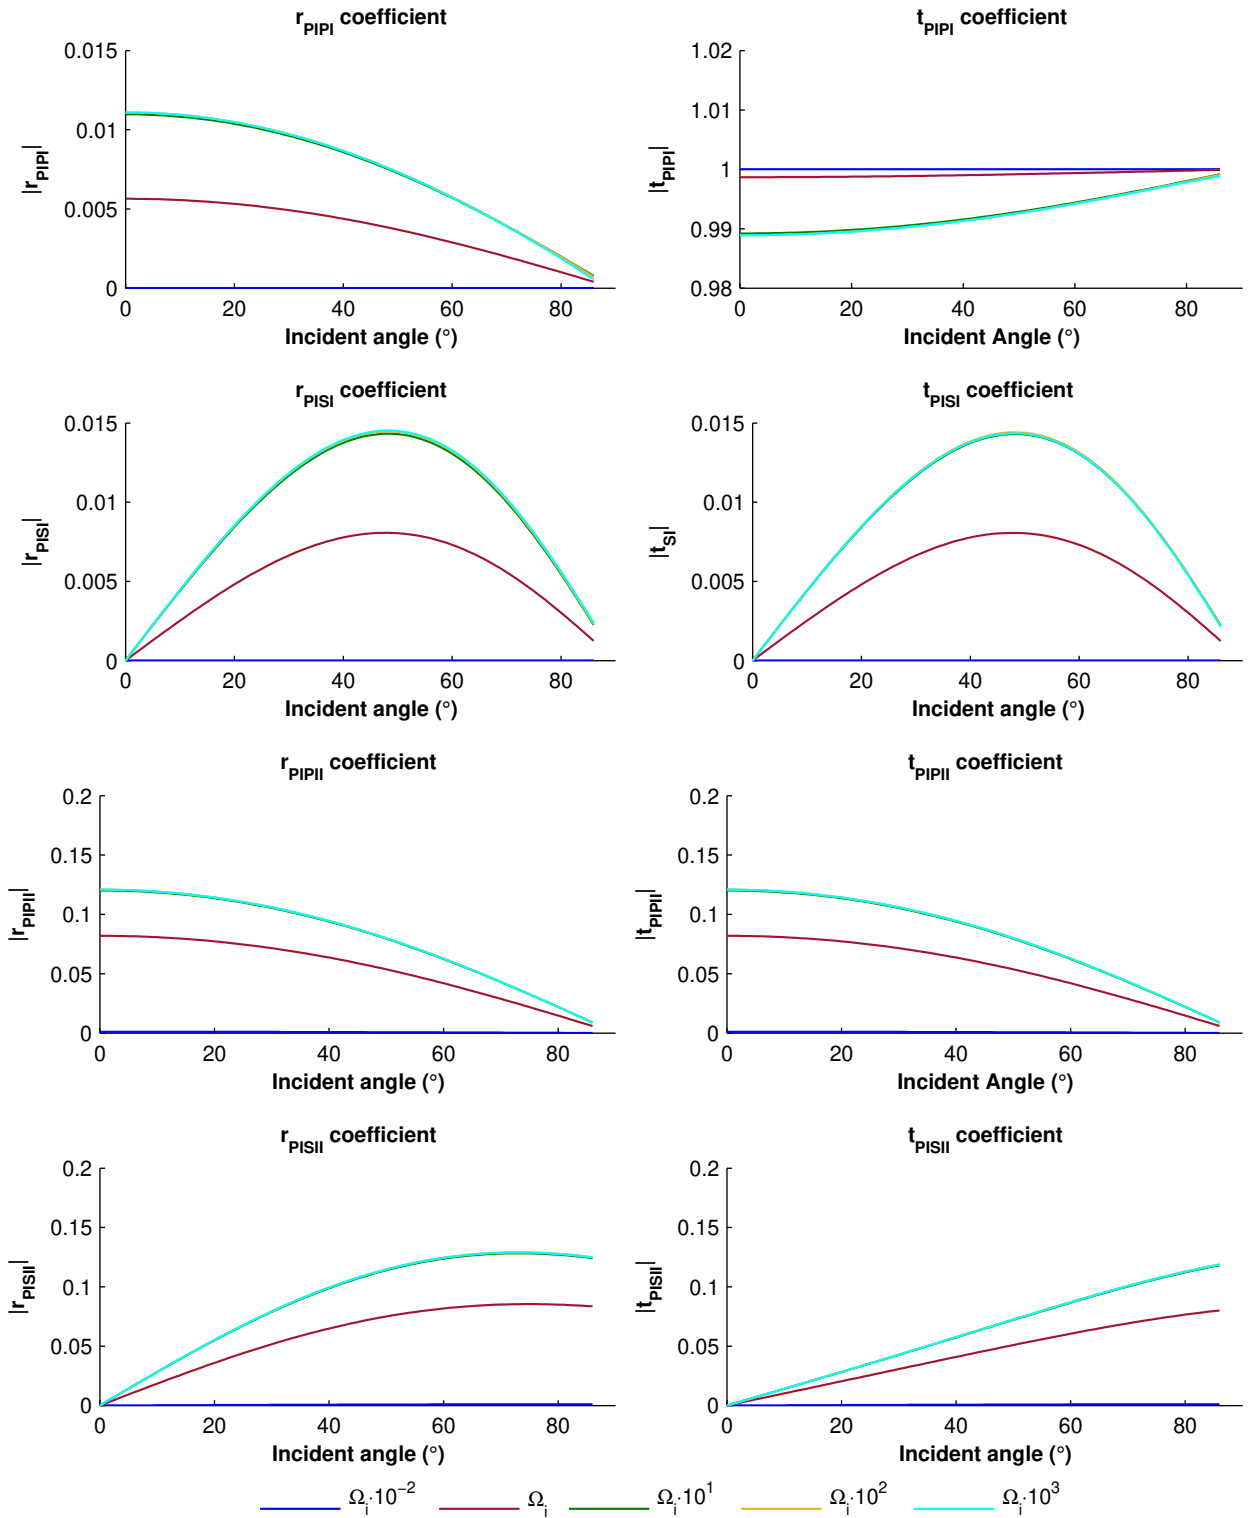 r_PIPI coefficient
0.015
0.01
0.005
0
|r_PIPI|
0 20 40 60 80
Incident angle (°)
t_PIPI coefficient
1.02
1.01
1
0.99
0.98
|t_PIPI|
0 20 40 60 80
Incident Angle (°)
r_PISI coefficient
0.015
0.01
0.005
0
|r_PISI|
0 20 40 60 80
Incident angle (°)
t_PISI coefficient
0.015
0.01
0.005
0
|t_SI|
0 20 40 60 80
Incident angle (°)
r_PIPII coefficient
0.2
0.15
0.1
0.05
0
|r_PIPII|
0 20 40 60 80
Incident angle (°)
t_PIPII coefficient
0.2
0.15
0.1
0.05
0
|t_PIPII|
0 20 40 60 80
Incident Angle (°)
r_PISII coefficient
0.2
0.15
0.1
0.05
0
|r_PISII|
0 20 40 60 80
Incident angle (°)
t_PISII coefficient
0.2
0.15
0.1
0.05
0
|t_PISII|
0 20 40 60 80
Incident angle (°)
Ω_i·10^-2 Ω_i Ω_i·10^1 Ω_i·10^2 Ω_i·10^3